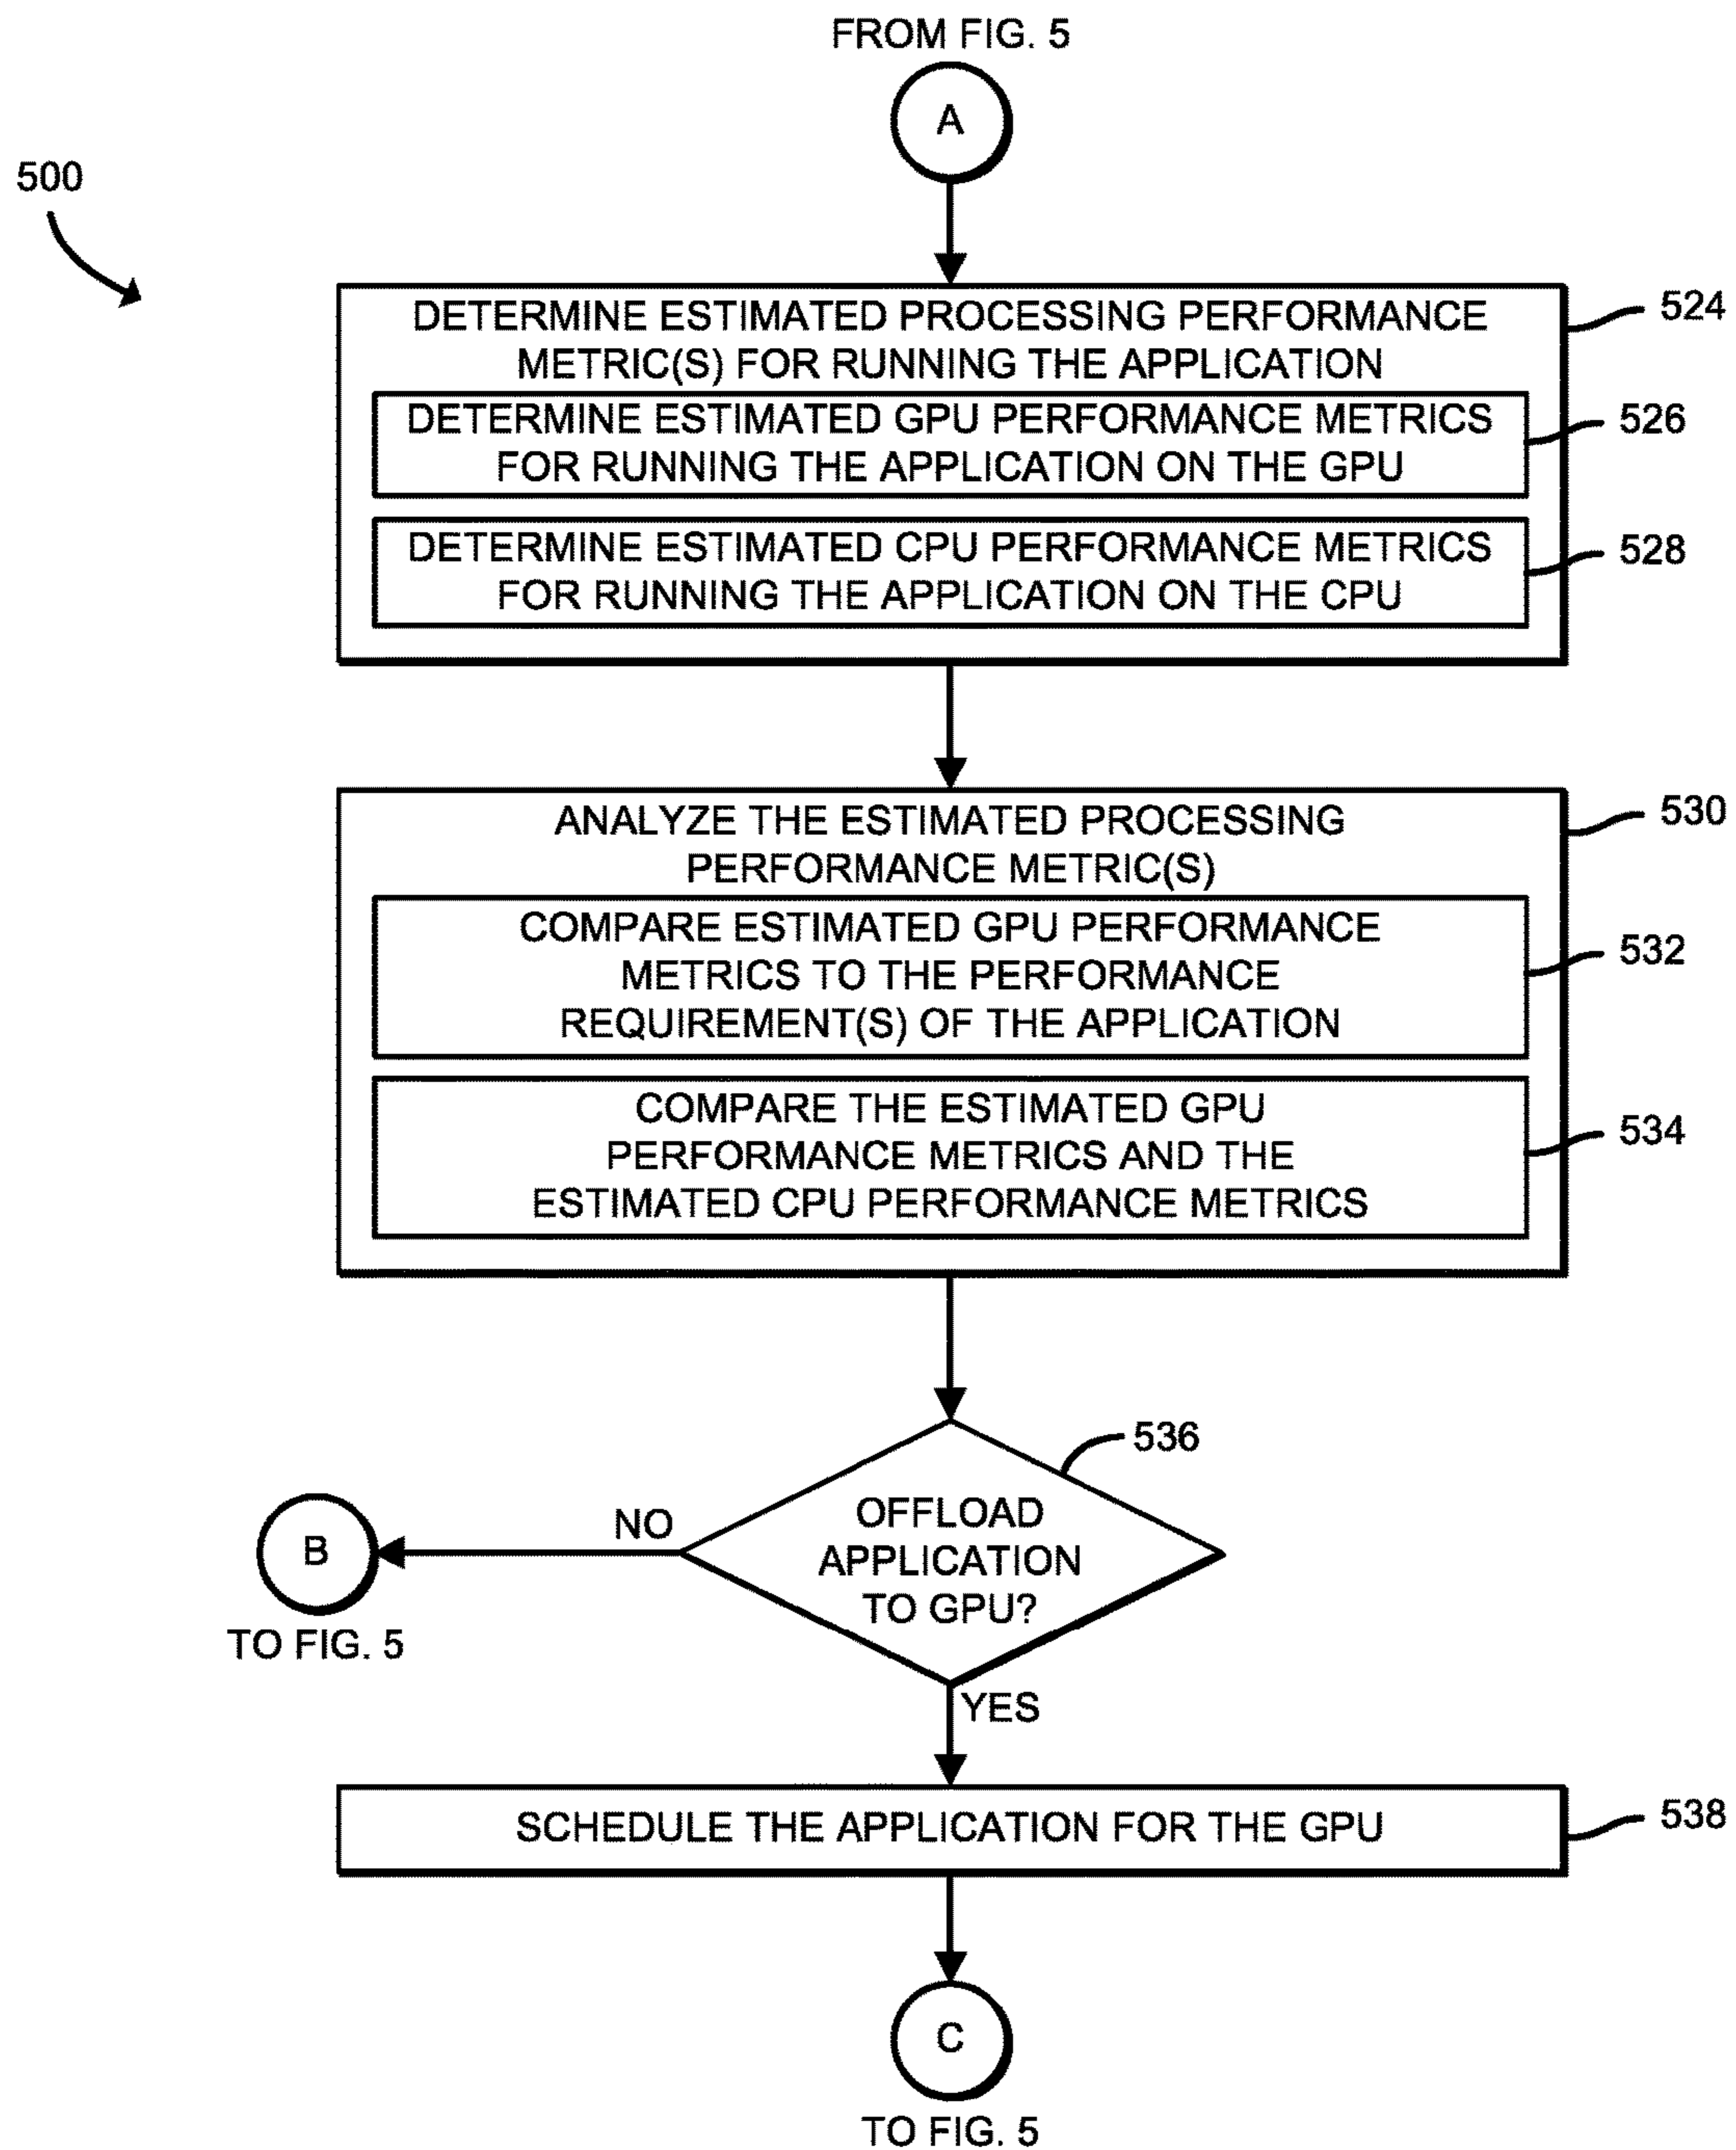 FROM FIG. 5
A
500
DETERMINE ESTIMATED PROCESSING PERFORMANCE
METRIC(S) FOR RUNNING THE APPLICATION
524
DETERMINE ESTIMATED GPU PERFORMANCE METRICS
FOR RUNNING THE APPLICATION ON THE GPU
526
DETERMINE ESTIMATED CPU PERFORMANCE METRICS
FOR RUNNING THE APPLICATION ON THE CPU
528
ANALYZE THE ESTIMATED PROCESSING
PERFORMANCE METRIC(S)
530
COMPARE ESTIMATED GPU PERFORMANCE
METRICS TO THE PERFORMANCE
REQUIREMENT(S) OF THE APPLICATION
532
COMPARE THE ESTIMATED GPU
PERFORMANCE METRICS AND THE
ESTIMATED CPU PERFORMANCE METRICS
534
536
OFFLOAD
APPLICATION
TO GPU?
NO
B
TO FIG. 5
YES
SCHEDULE THE APPLICATION FOR THE GPU
538
C
TO FIG. 5